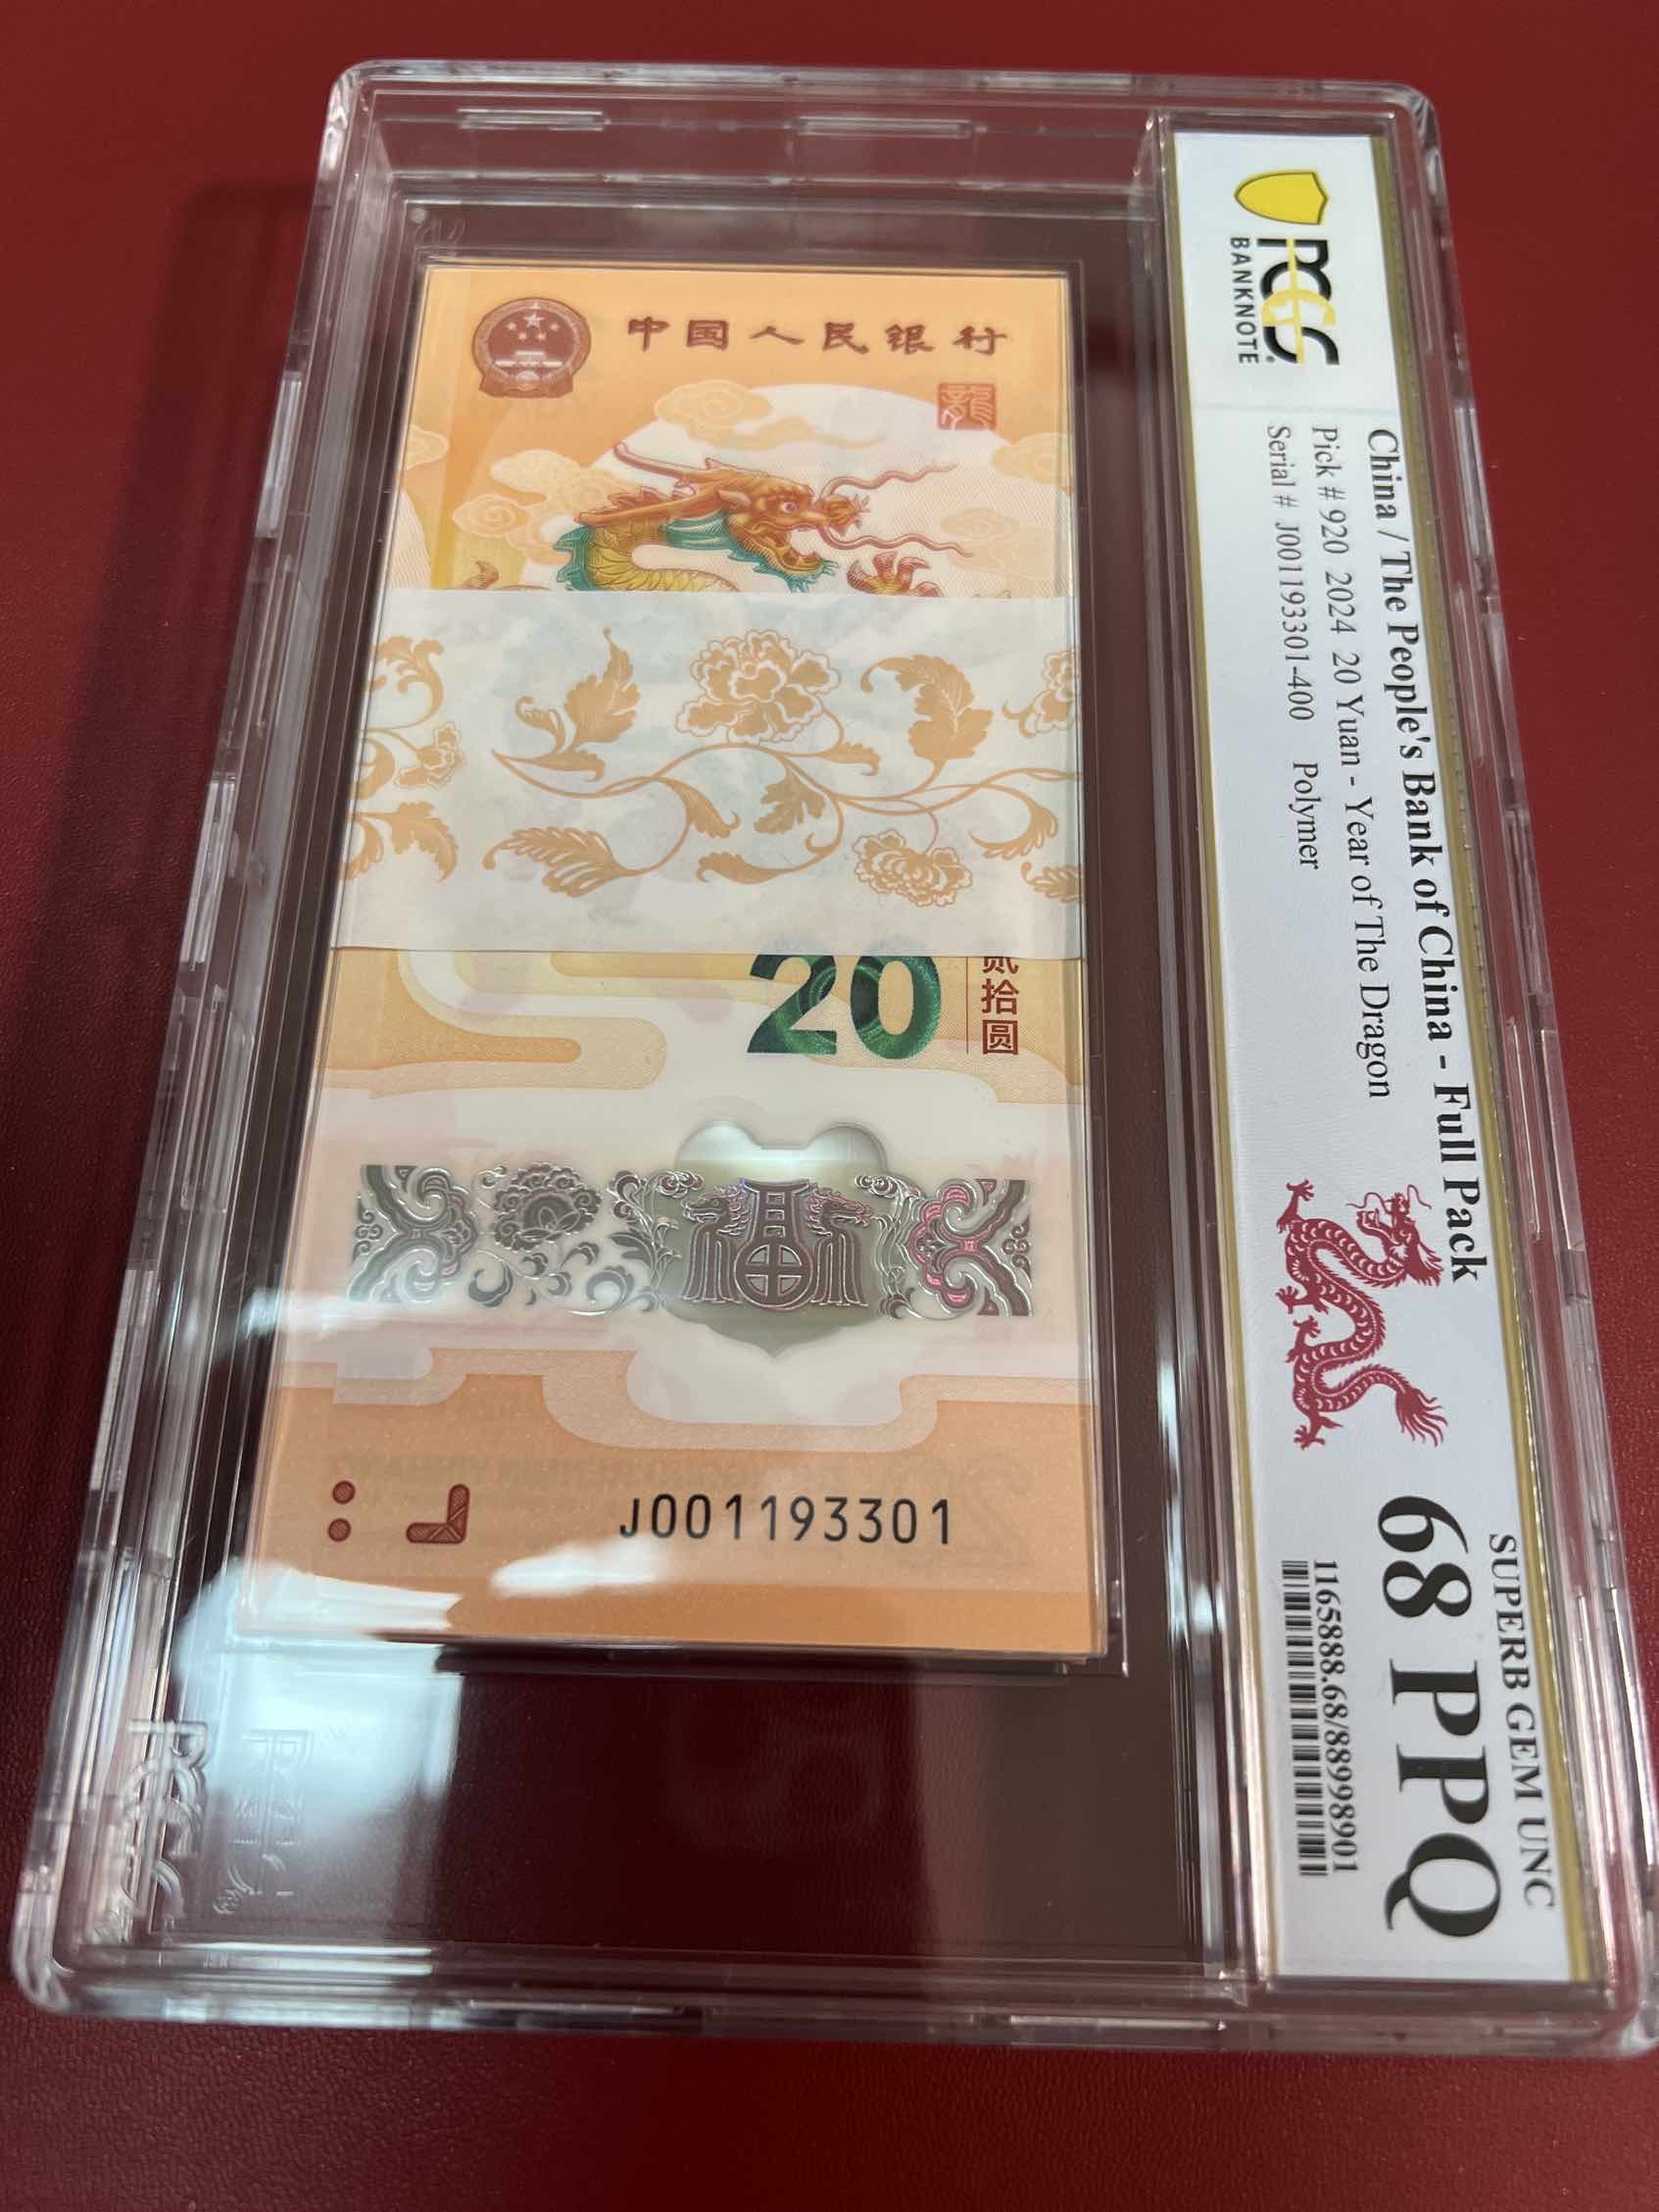 PCGS
BANKNOTE
China / The People's Bank of China - Full Pack
Pick # 920 2024 20 Yuan - Year of The Dragon
Serial # J001193301-400 Polymer
SUPERB GEM UNC
68 PPQ
1165888.68/88998901
中国人民银行
龍
20
贰拾圆
福
J001193301